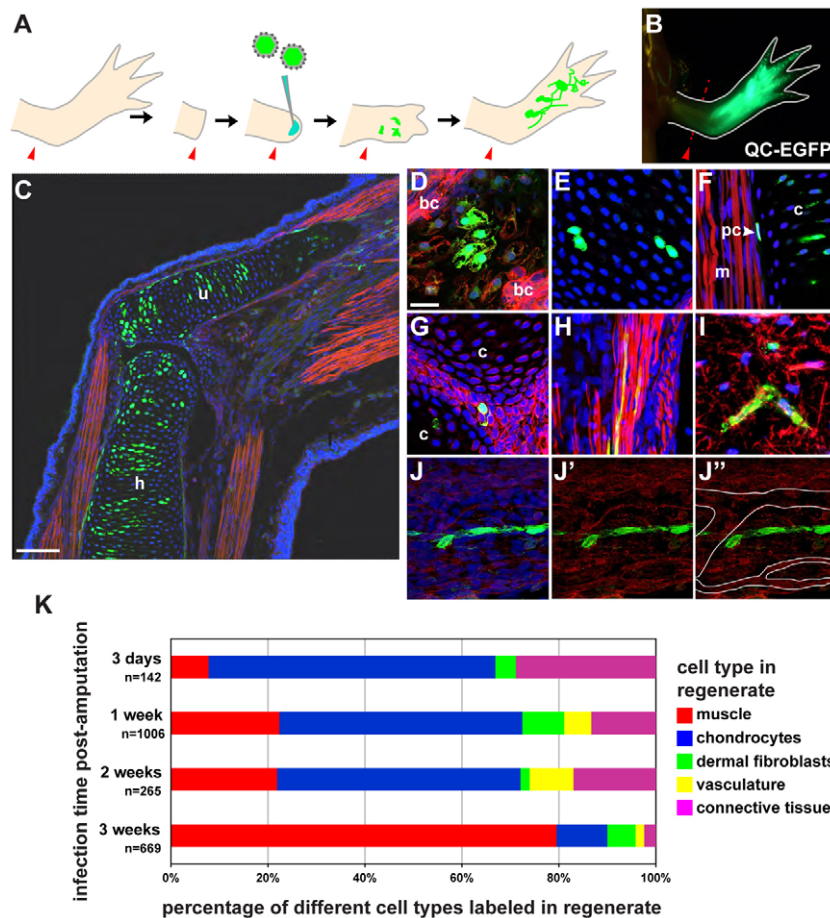 A
B
QC-EGFP
C
u
h
D
bc
bc
E
F
c
pc
m
G
c
c
H
I
J
J'
J"
K
infection time post-amputation
3 days
n=142
1 week
n=1006
2 weeks
n=265
3 weeks
n=669
0%
20%
40%
60%
80%
100%
percentage of different cell types labeled in regenerate
cell type in
regenerate
muscle
chondrocytes
dermal fibroblasts
vasculature
connective tissue